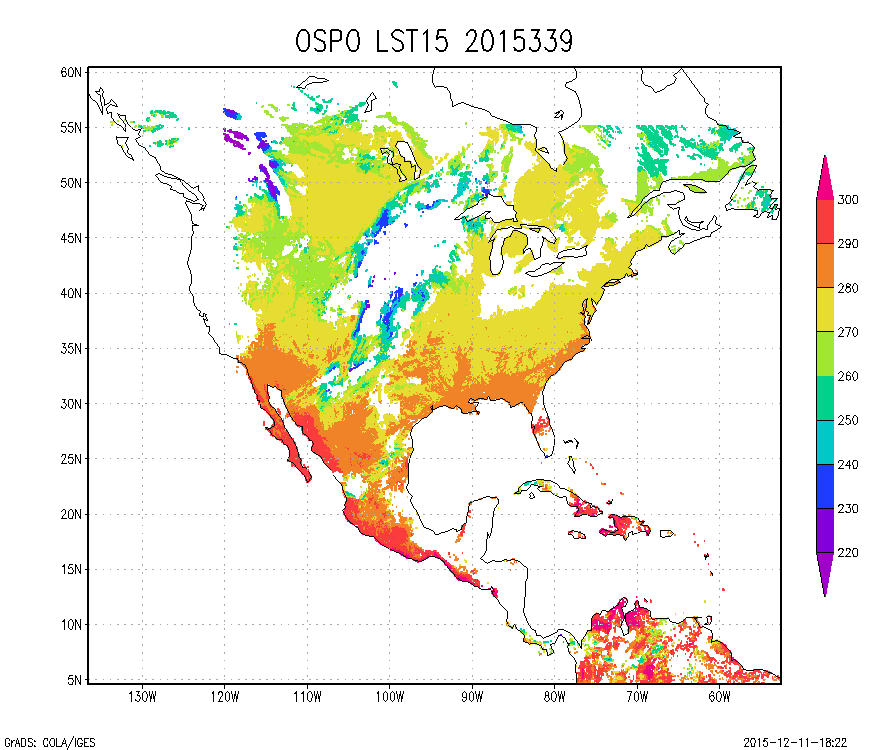 OSPO LST15 2015339
60N
55N
50N
45N
40N
35N
30N
25N
20N
15N
10N
5N
130W 120W 110W 100W 90W 80W 70W 60W
300
290
280
270
260
250
240
230
220
GrADS: COLA/IGES
2015-12-11-18:22